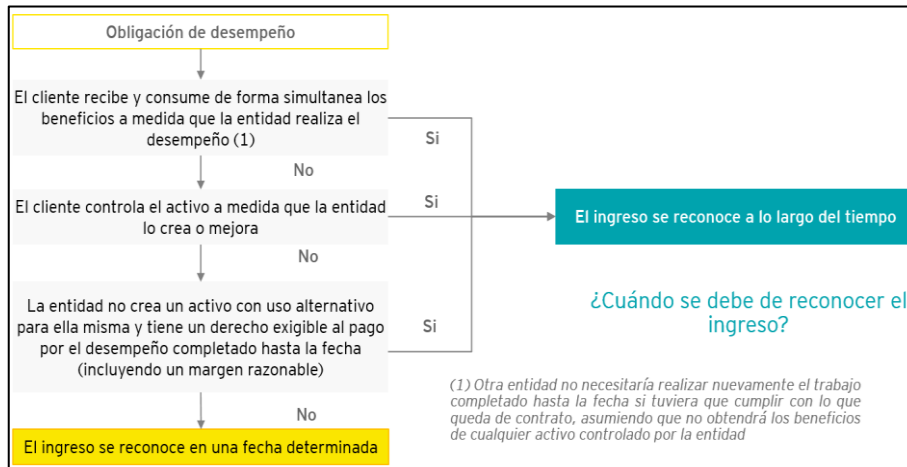 Obligación de desempeño
El cliente recibe y consume de forma simultanea los
beneficios a medida que la entidad realiza el
desempeño (1)
Si
No
El cliente controla el activo a medida que la entidad
lo crea o mejora
Si
El ingreso se reconoce a lo largo del tiempo
No
La entidad no crea un activo con uso alternativo
para ella misma y tiene un derecho exigible al pago
por el desempeño completado hasta la fecha
(incluyendo un margen razonable)
Si
¿Cuándo se debe de reconocer el
ingreso?
No
(1) Otra entidad no necesitaría realizar nuevamente el trabajo
completado hasta la fecha si tuviera que cumplir con lo que
queda de contrato, asumiendo que no obtendrá los beneficios
de cualquier activo controlado por la entidad
El ingreso se reconoce en una fecha determinada